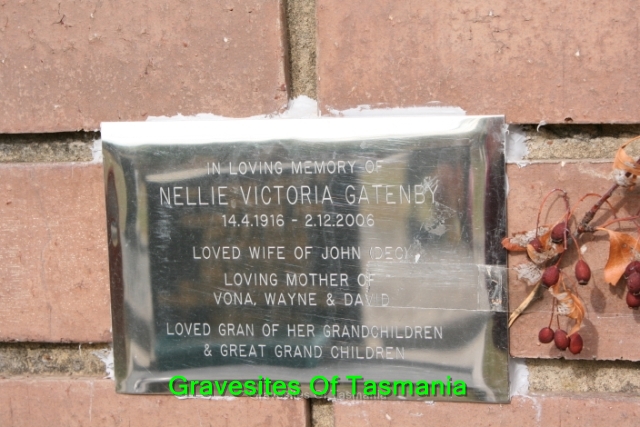 IN LOVING MEMORY OF
NELLIE VICTORIA GATENBY
14.4.1916 - 2.12.2006
LOVED WIFE OF JOHN (DEC)
LOVING MOTHER OF
VONA, WAYNE & DAVID
LOVED GRAN OF HER GRANDCHILDREN
& GREAT GRAND CHILDREN
Gravesites Of Tasmania